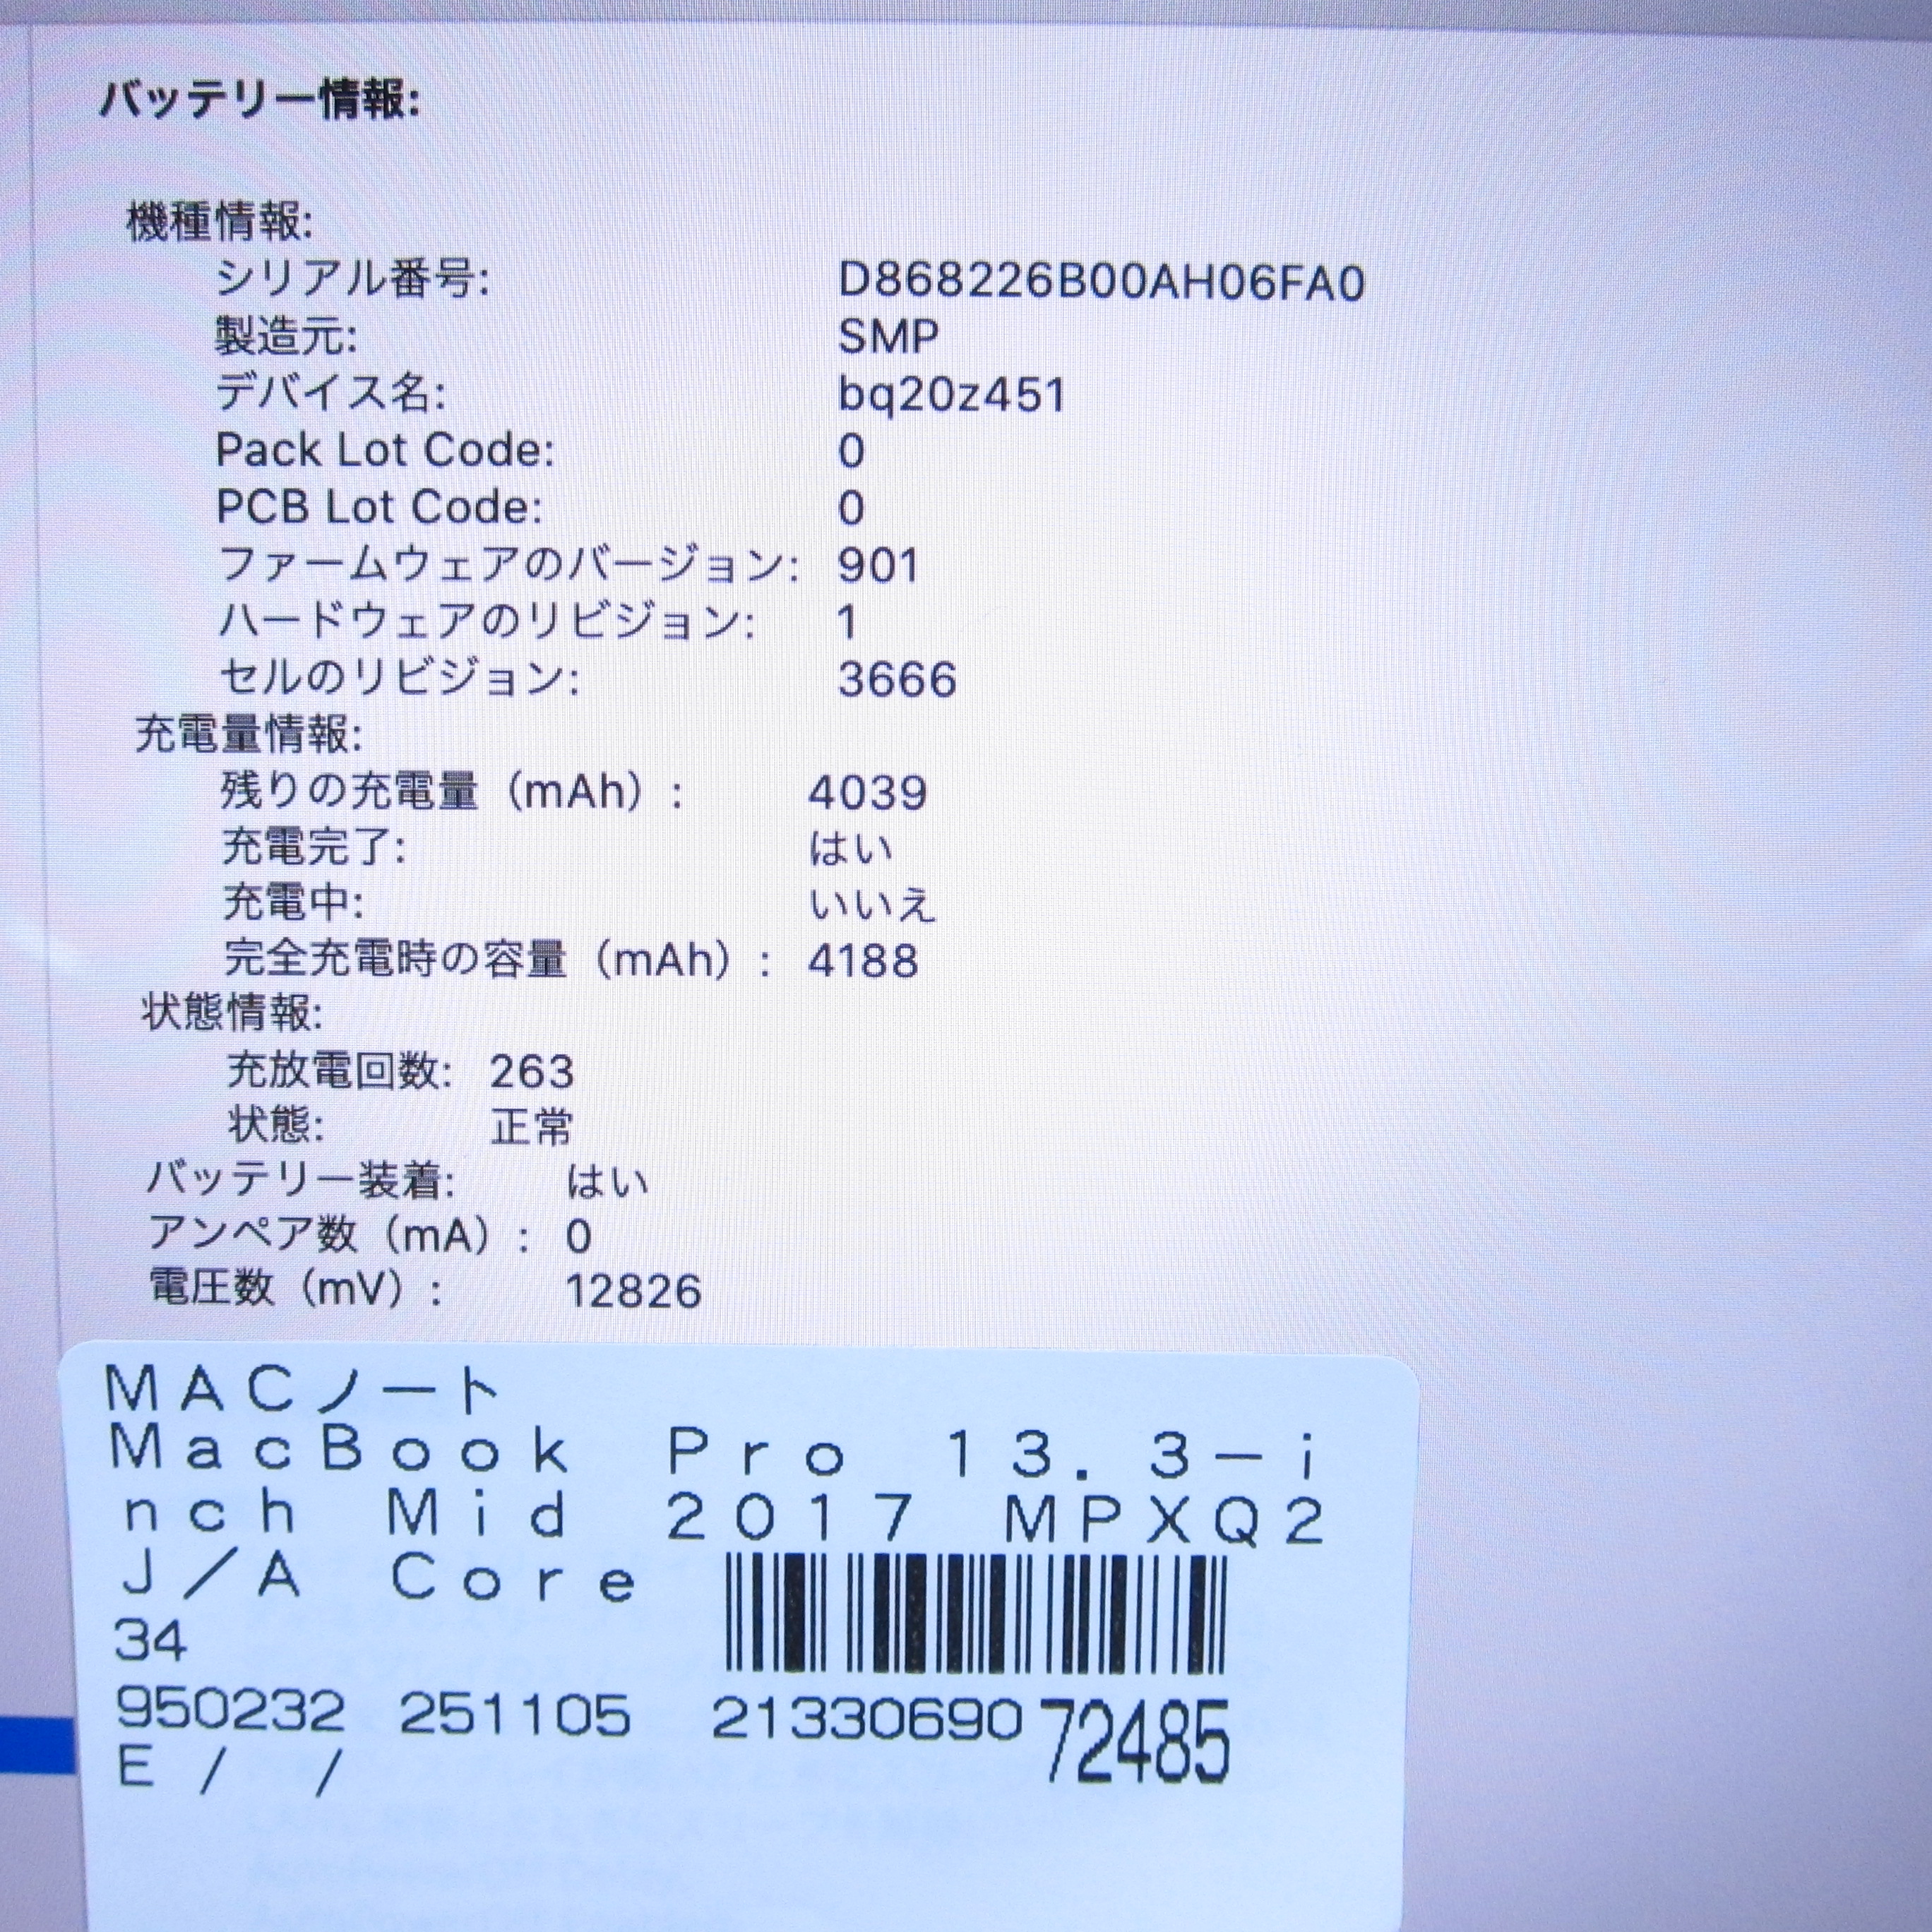 バッテリー情報:
機種情報:
シリアル番号: D868226B00AH06FA0
製造元: SMP
デバイス名: bq20z451
Pack Lot Code: 0
PCB Lot Code: 0
ファームウェアのバージョン: 901
ハードウェアのリビジョン: 1
セルのリビジョン: 3666
充電量情報:
残りの充電量（mAh）: 4039
充電完了: はい
充電中: いいえ
完全充電時の容量（mAh）: 4188
状態情報:
充放電回数: 263
状態: 正常
バッテリー装着: はい
アンペア数（mA）: 0
電圧数（mV）: 12826
MACノート
MacBook Pro 13.3-i
nch Mid 2017 MPXQ2
J/A Core
34
950232 251105 2133069072485
E / /